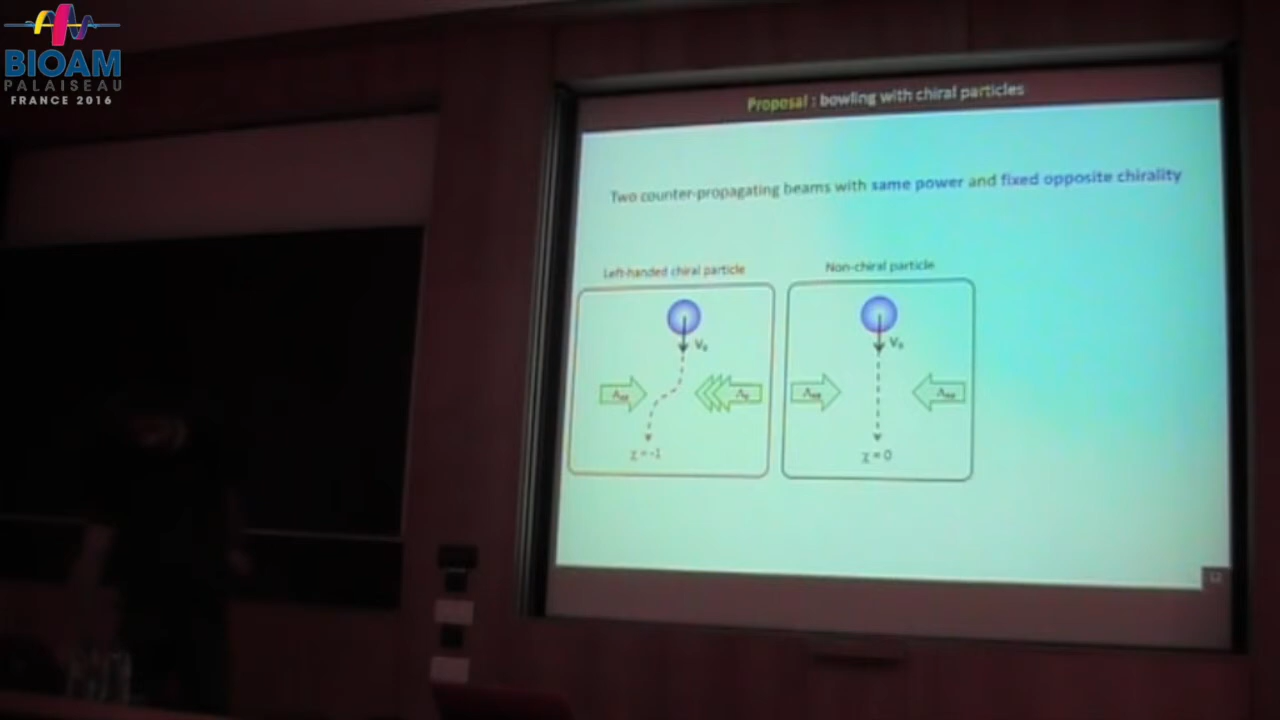 BIOAM
PALAISEAU
FRANCE 2016
Proposal : bowling with chiral particles
Two counter-propagating beams with same power and fixed opposite chirality
Left-handed chiral particle
Non-chiral particle
χ = -1
χ = 0